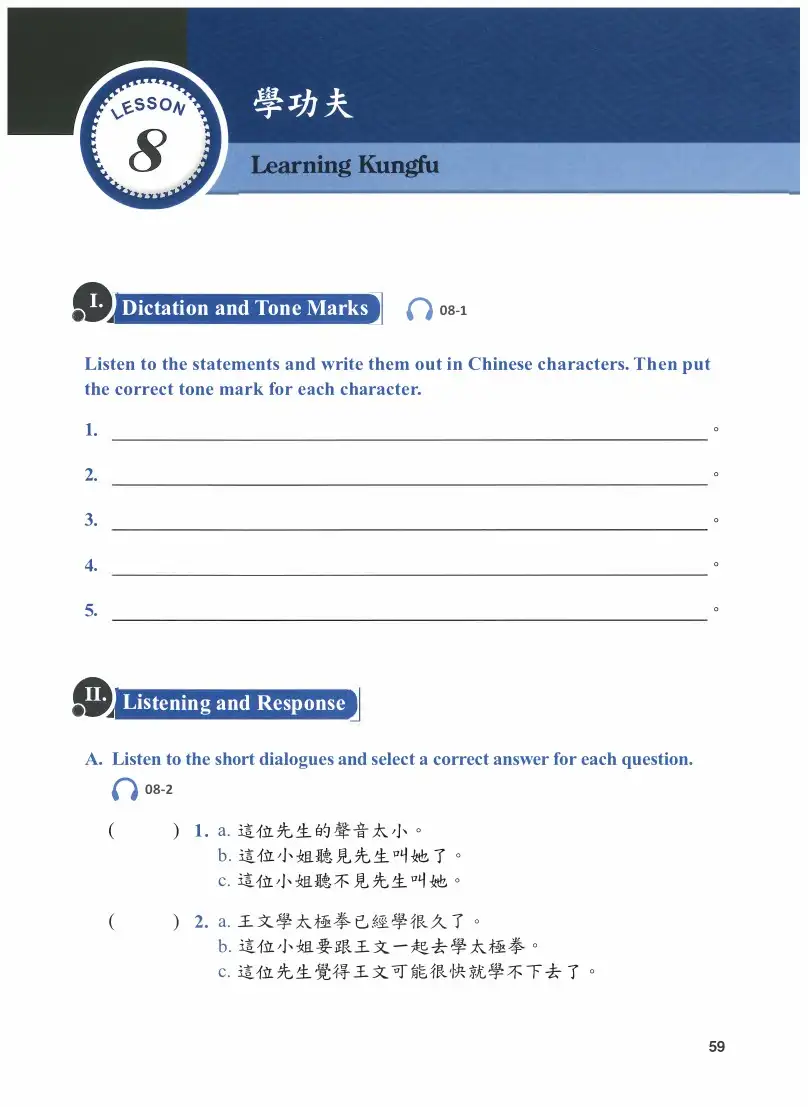 LESSON
8
學功夫
Learning Kungfu
I. Dictation and Tone Marks 08-1
Listen to the statements and write them out in Chinese characters. Then put
the correct tone mark for each character.
1. 。
2. 。
3. 。
4. 。
5. 。
II. Listening and Response
A. Listen to the short dialogues and select a correct answer for each question.
08-2
( ) 1. a. 這位先生的聲音太小。
b. 這位小姐聽見先生叫她了。
c. 這位小姐聽不見先生叫她。
( ) 2. a. 王文學太極拳已經學很久了。
b. 這位小姐要跟王文一起去學太極拳。
c. 這位先生覺得王文可能很快就學不下去了。
59